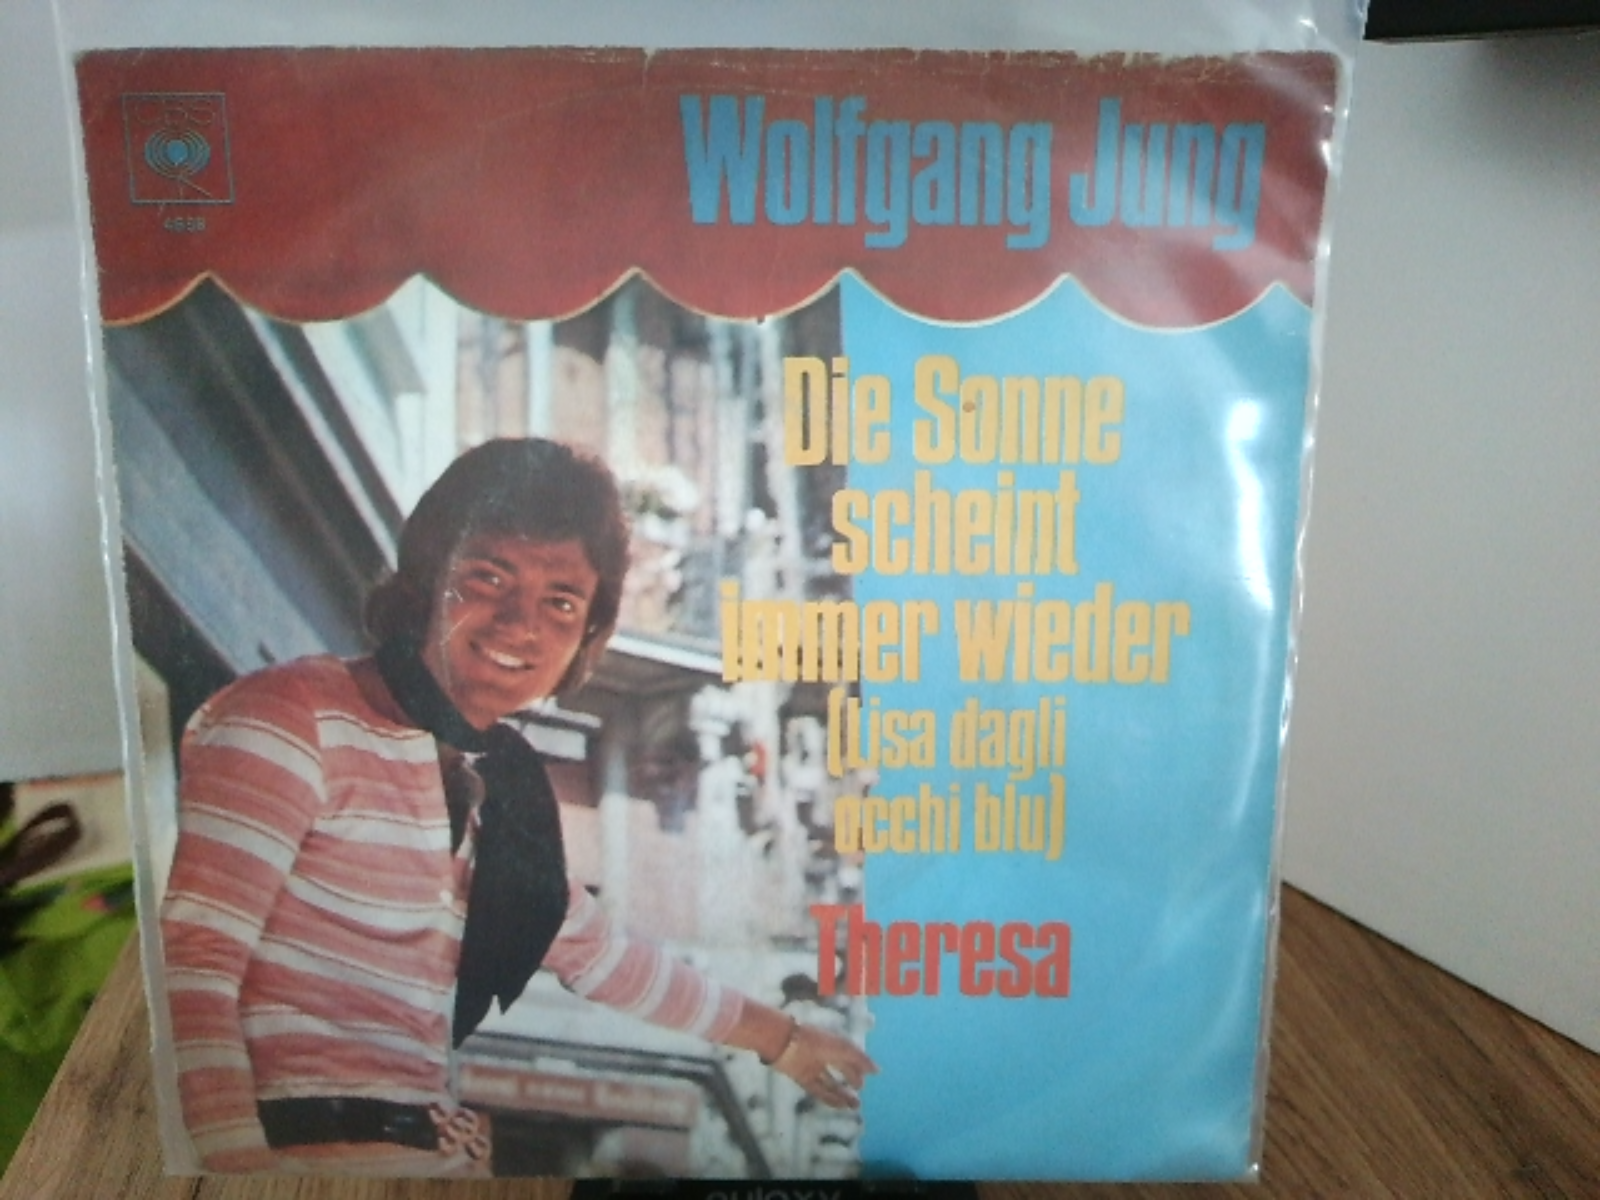 CBS
4658
Wolfgang Jung
Die Sonne
scheint
immer wieder
(Lisa dagli
occhi blu)
Theresa